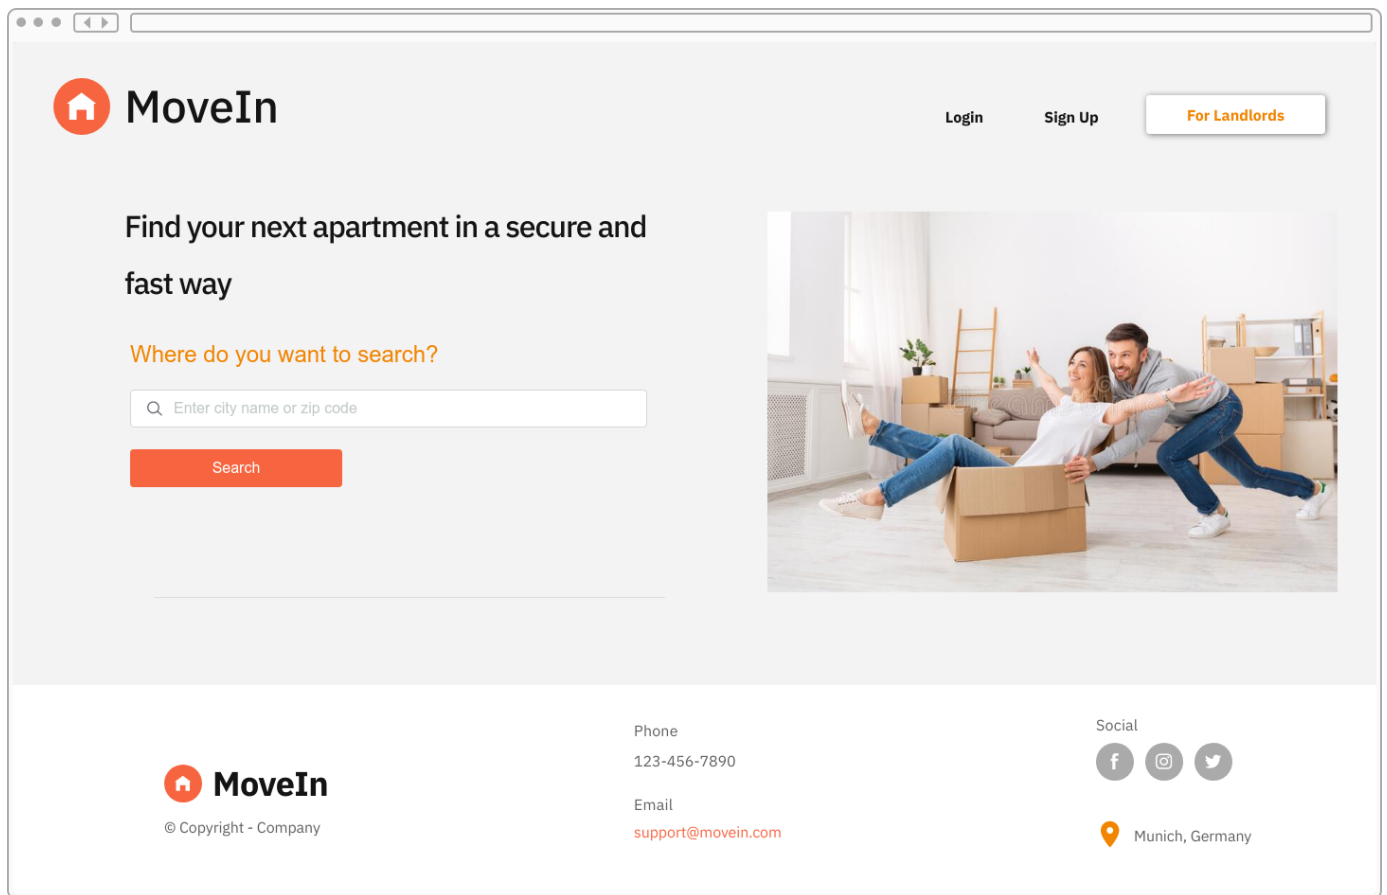 MoveIn
Login
Sign Up
For Landlords
Find your next apartment in a secure and
fast way
Where do you want to search?
Enter city name or zip code
Search
MoveIn
© Copyright - Company
Phone
123-456-7890
Email
support@movein.com
Social
Munich, Germany